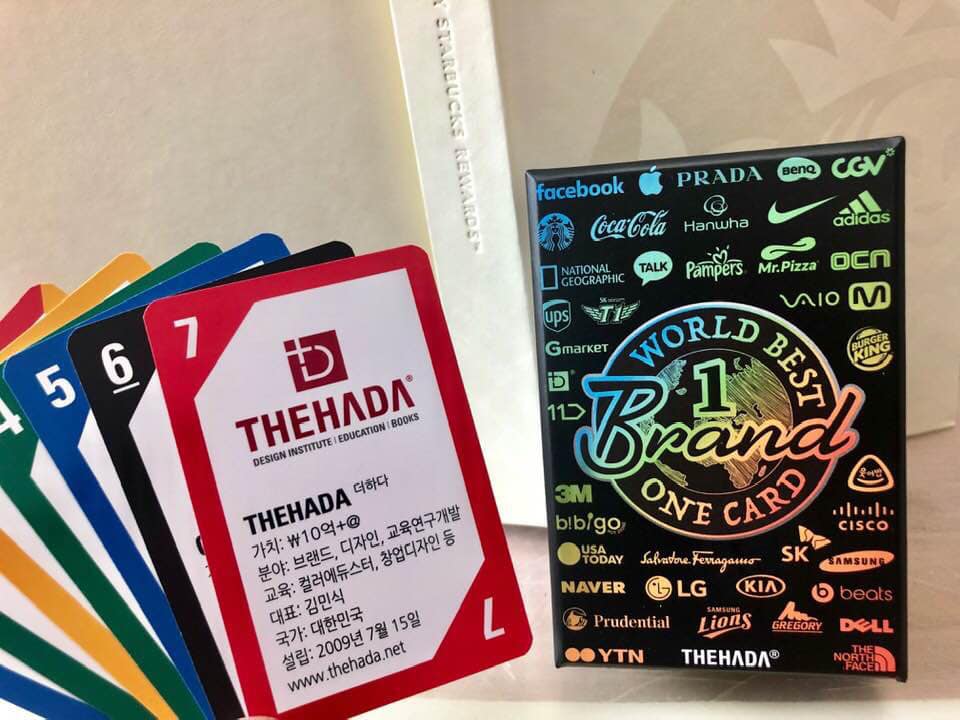 Y STARBUCKS REWARDS
4
5
6
7
THEHADA®
DESIGN INSTITUTE | EDUCATION | BOOKS
THEHADA 더하다
가치: ₩10억+@
분야: 브랜드, 디자인, 교육연구개발
교육: 컬러에듀스터, 창업디자인 등
대표: 김민식
국가: 대한민국
설립: 2009년 7월 15일
www.thehada.net
7
facebook PRADA BenQ CGV
Coca-Cola Hanwha adidas
NATIONAL GEOGRAPHIC TALK Pampers Mr.Pizza OCN
ups SK telecom T1 VAIO M
Gmarket BURGER KING
11
WORLD BEST
1
Brand
ONE CARD
3M
bibigo CISCO
USA TODAY Salvatore Ferragamo SK SAMSUNG
NAVER LG KIA beats
Prudential SAMSUNG Lions GREGORY DELL
YTN THEHADA® THE NORTH FACE